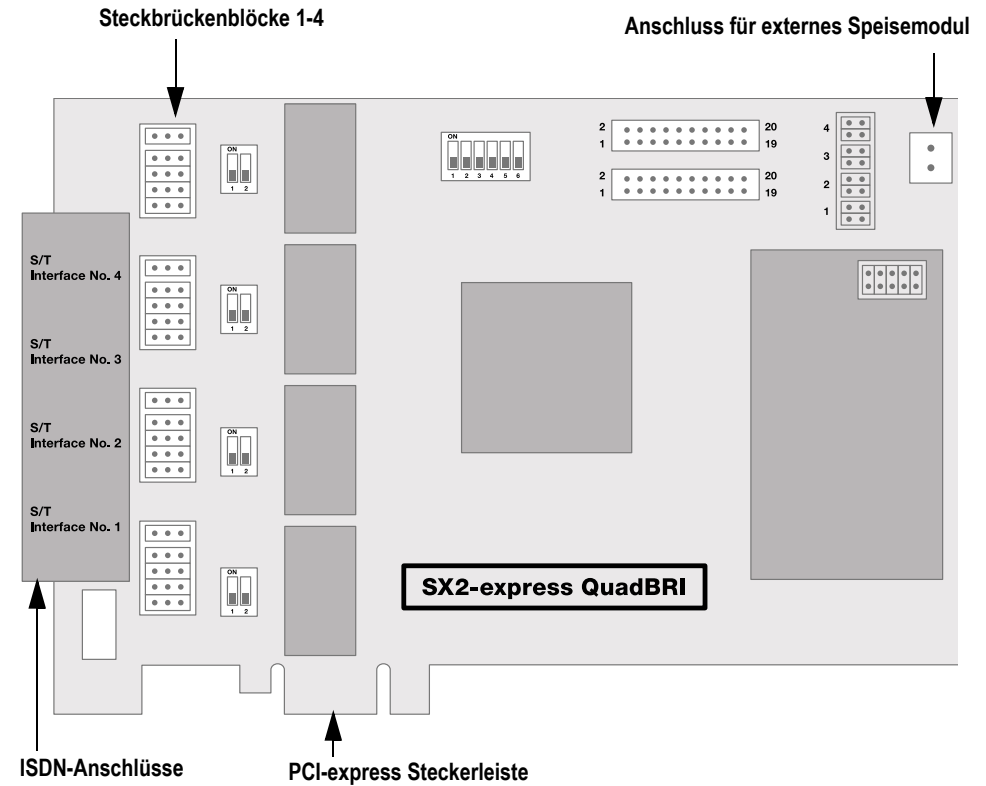 Steckbrückenblöcke 1-4
Anschluss für externes Speisemodul
ON
1 2
ON
1 2 3 4 5 6
2 20
1 19
2 20
1 19
4
3
2
1
S/T
Interface No. 4
ON
1 2
S/T
Interface No. 3
S/T
Interface No. 2
ON
1 2
S/T
Interface No. 1
ON
1 2
SX2-express QuadBRI
ISDN-Anschlüsse
PCI-express Steckerleiste